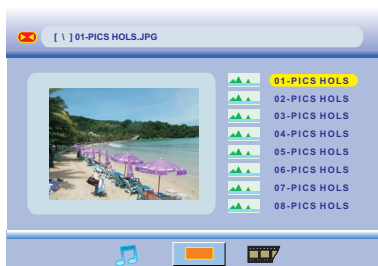 [ \ ] 01-PICS HOLS.JPG
01-PICS HOLS
02-PICS HOLS
03-PICS HOLS
04-PICS HOLS
05-PICS HOLS
06-PICS HOLS
07-PICS HOLS
08-PICS HOLS